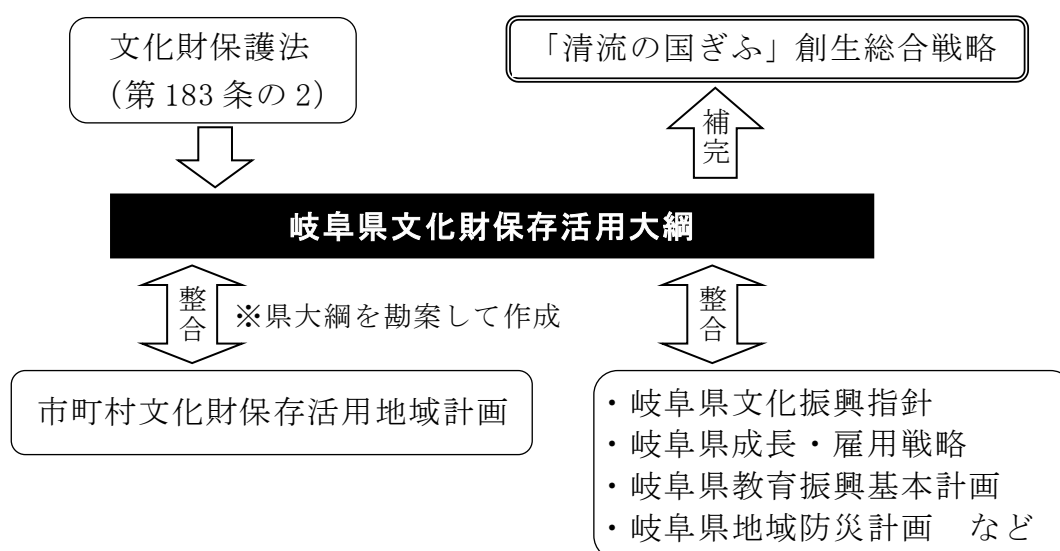 文化財保護法
（第 183 条の 2）
「清流の国ぎふ」創生総合戦略
補完
岐阜県文化財保存活用大綱
整合
※県大綱を勘案して作成
整合
市町村文化財保存活用地域計画
・岐阜県文化振興指針
・岐阜県成長・雇用戦略
・岐阜県教育振興基本計画
・岐阜県地域防災計画　など